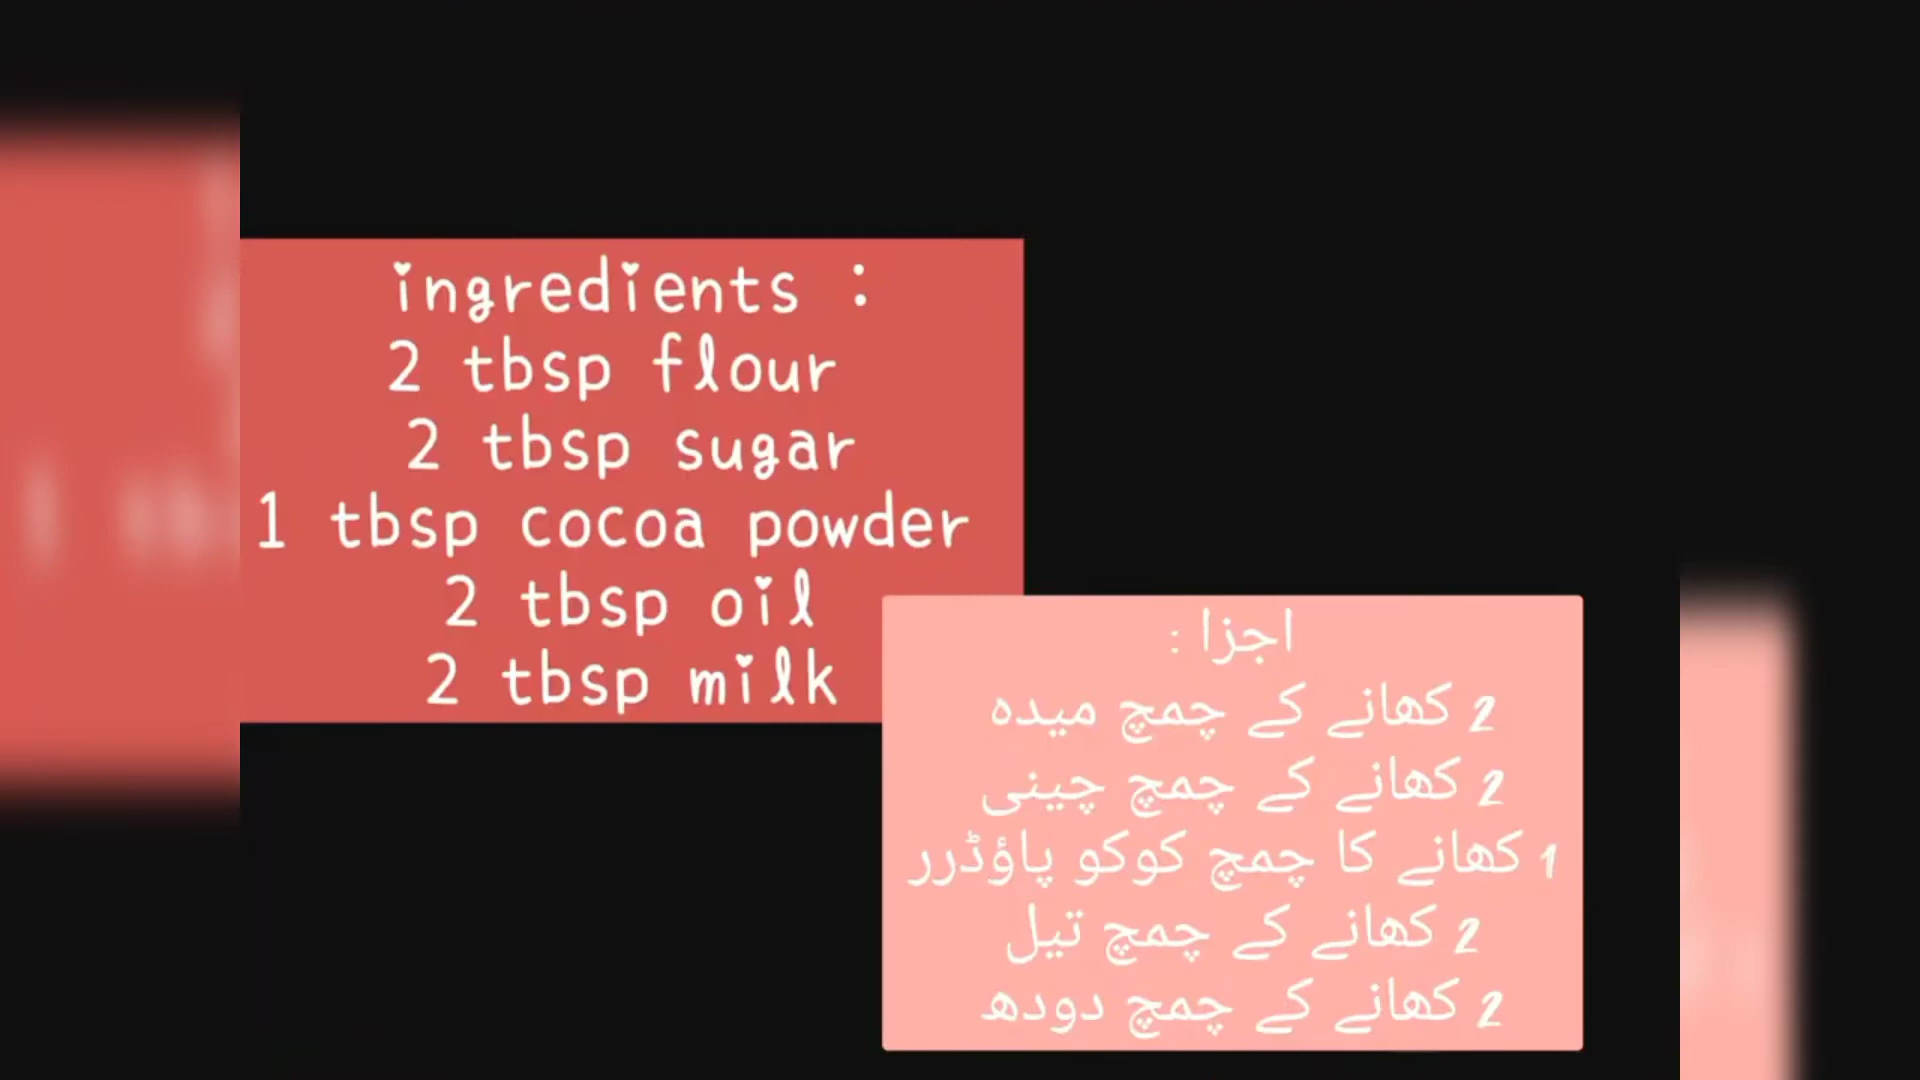 ingredients :
2 tbsp flour
2 tbsp sugar
1 tbsp cocoa powder
2 tbsp oil
2 tbsp milk
اجزا :
2 کھانے کے چمچ میدہ
2 کھانے کے چمچ چینی
1 کھانے کا چمچ کوکو پاؤڈرر
2 کھانے کے چمچ تیل
2 کھانے کے چمچ دودھ